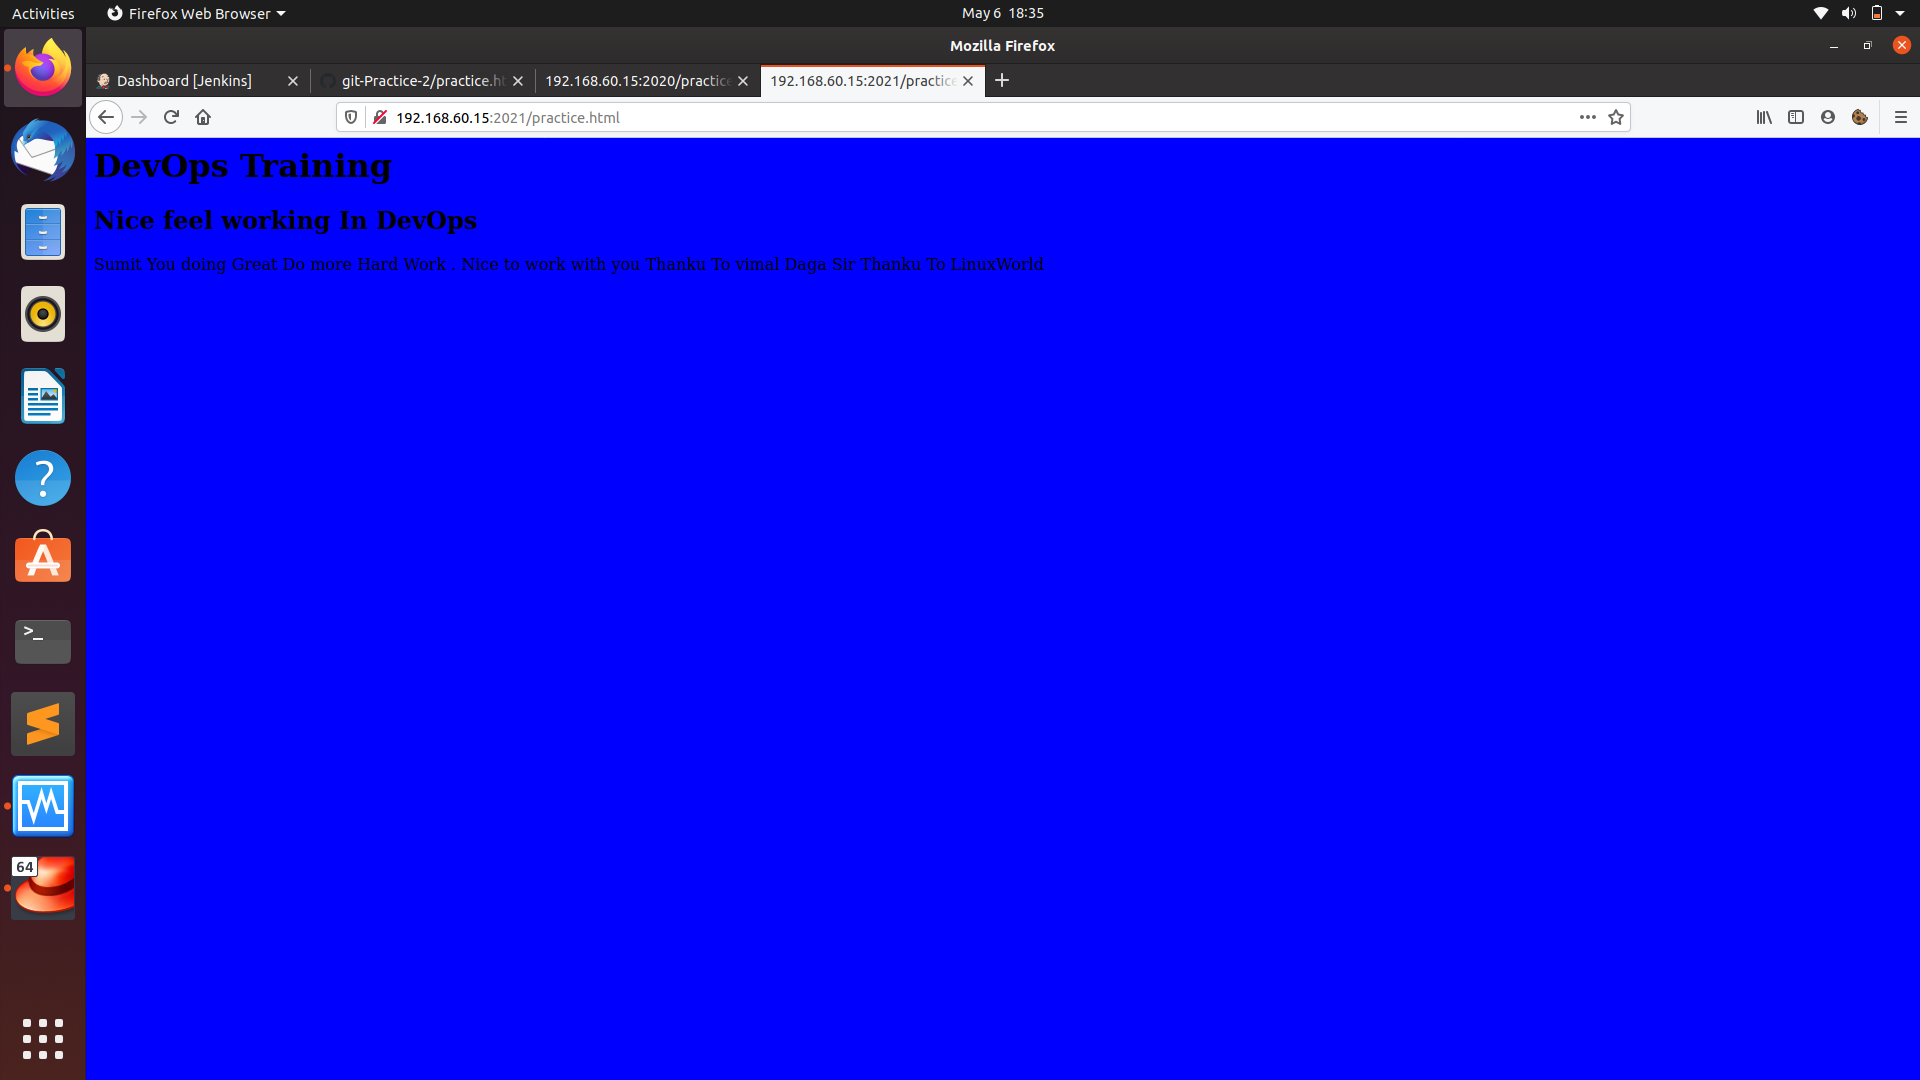 Activities Firefox Web Browser May 6 18:35
Mozilla Firefox
Dashboard [Jenkins] git-Practice-2/practice.ht 192.168.60.15:2020/practice 192.168.60.15:2021/practice
192.168.60.15:2021/practice.html
DevOps Training
Nice feel working In DevOps
Sumit You doing Great Do more Hard Work . Nice to work with you Thanku To vimal Daga Sir Thanku To LinuxWorld
64